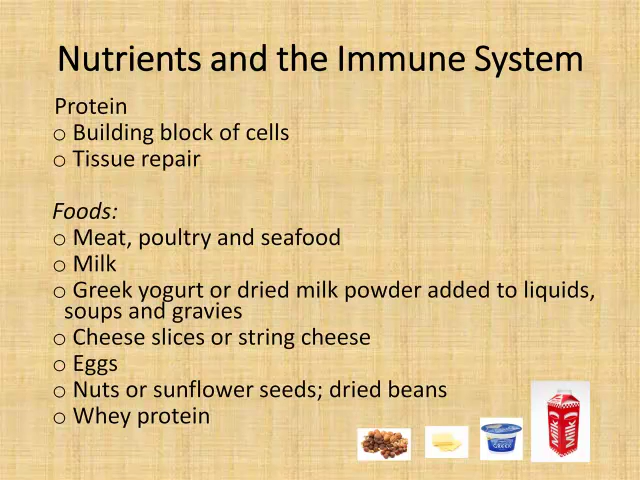 Nutrients and the Immune System
Protein
o Building block of cells
o Tissue repair
Foods:
o Meat, poultry and seafood
o Milk
o Greek yogurt or dried milk powder added to liquids,
soups and gravies
o Cheese slices or string cheese
o Eggs
o Nuts or sunflower seeds; dried beans
o Whey protein
GREEK
Milk Milk